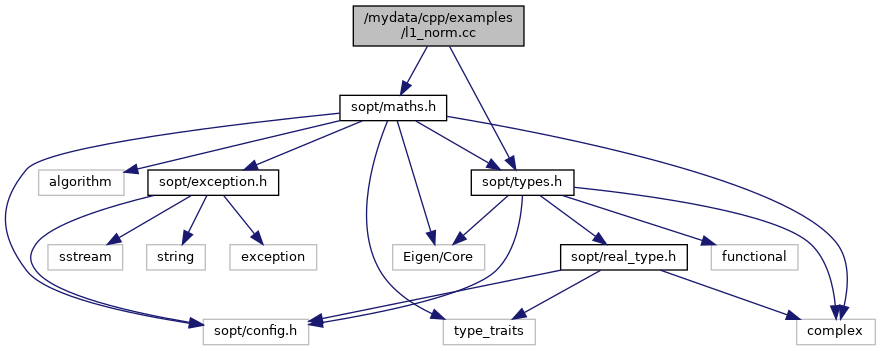 /mydata/cpp/examples
/l1_norm.cc
sopt/maths.h
algorithm
sopt/exception.h
sopt/types.h
sstream
string
exception
Eigen/Core
sopt/real_type.h
functional
sopt/config.h
type_traits
complex